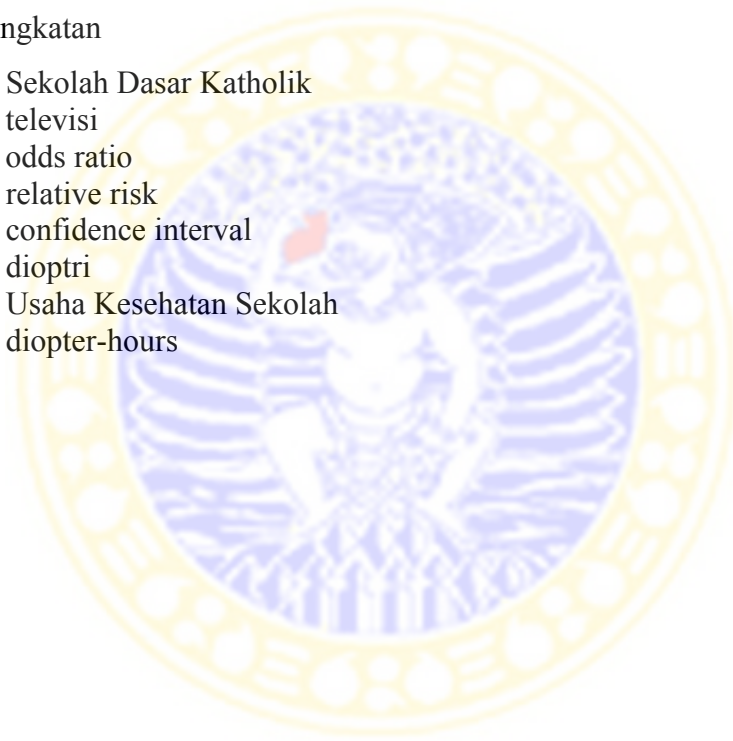 ngkatan
Sekolah Dasar Katholik
televisi
odds ratio
relative risk
confidence interval
dioptri
Usaha Kesehatan Sekolah
diopter-hours